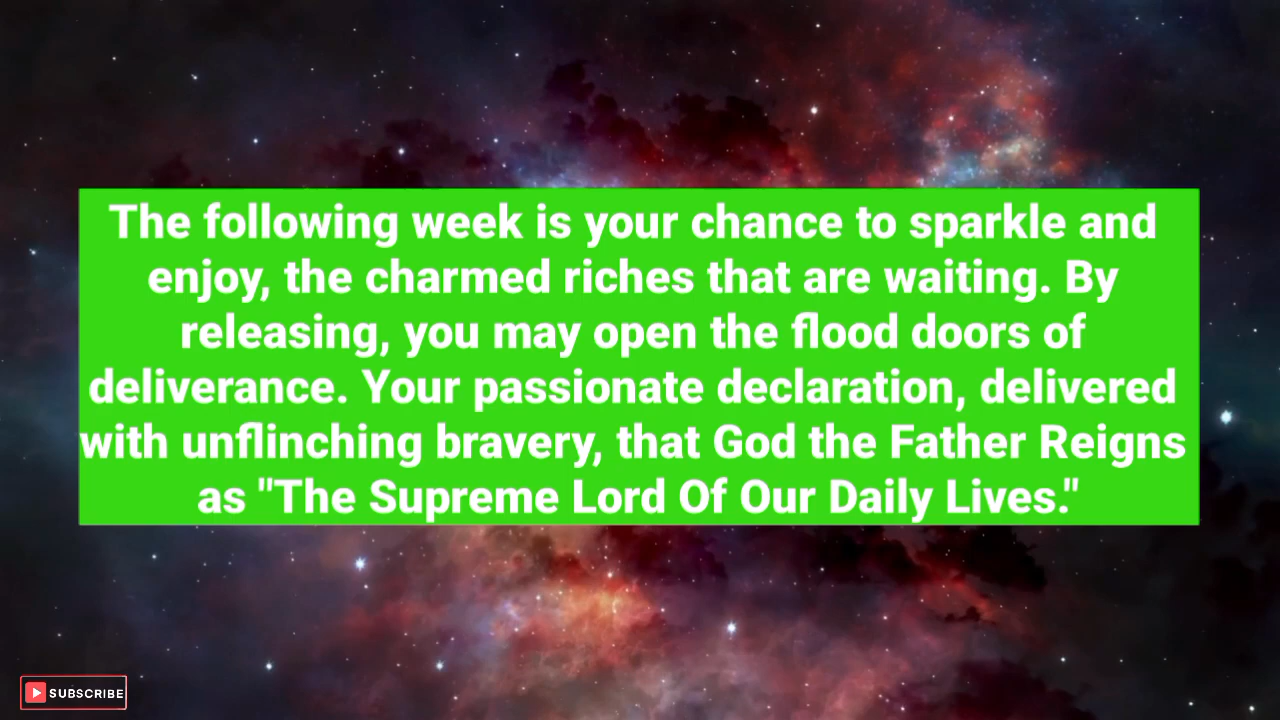 The following week is your chance to sparkle and
enjoy, the charmed riches that are waiting. By
releasing, you may open the flood doors of
deliverance. Your passionate declaration, delivered
with unflinching bravery, that God the Father Reigns
as "The Supreme Lord Of Our Daily Lives."
SUBSCRIBE